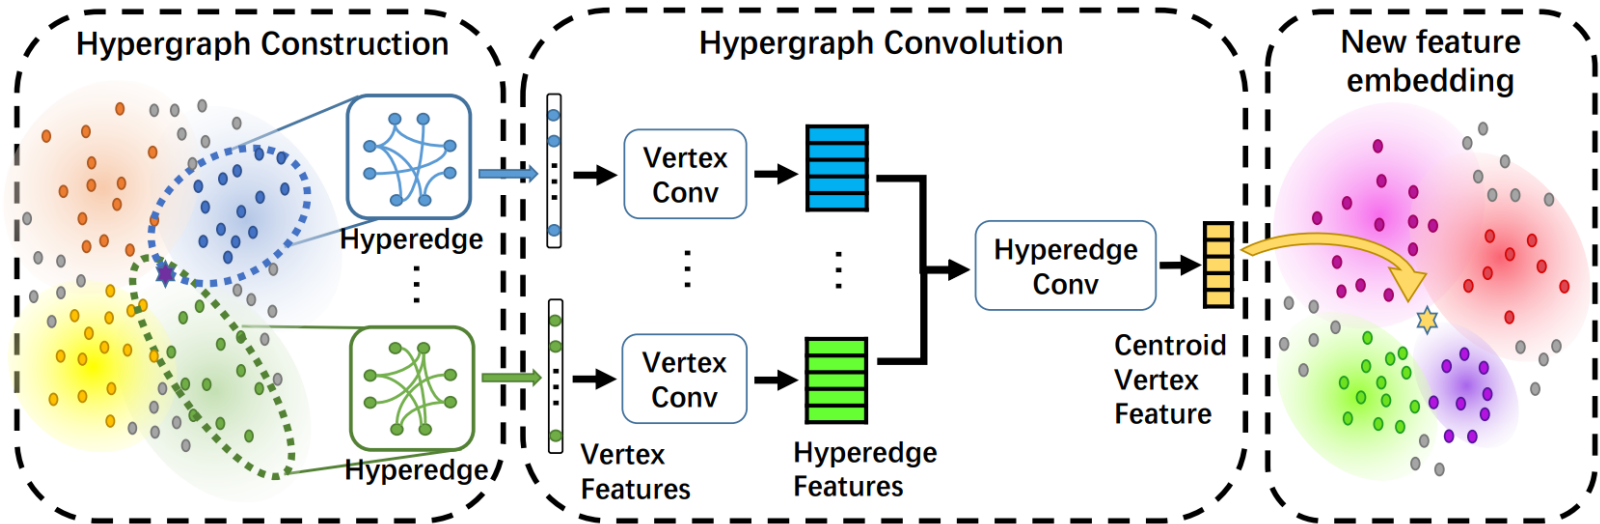 Hypergraph Construction
Hyperedge
Hyperedge
Hypergraph Convolution
Vertex
Conv
Vertex
Conv
Vertex
Features
Hyperedge
Features
Hyperedge
Conv
Centroid
Vertex
Feature
New feature
embedding